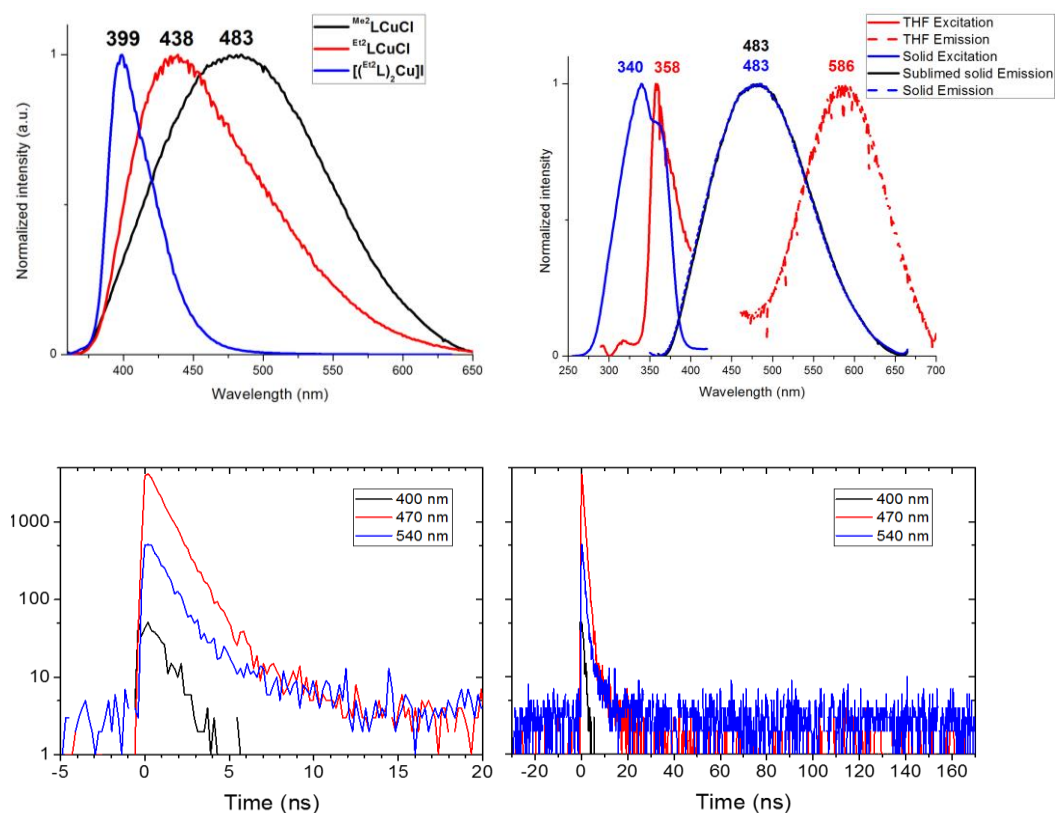 399 438 483
Me2LCuCl
Et2LCuCl
[(Et2L)2Cu]I
1
0
Normalized intensity (a.u.)
400 450 500 550 600 650
Wavelength (nm)
THF Excitation
THF Emission
Solid Excitation
Sublimed solid Emission
Solid Emission
483
340 358 483 586
1
0
Normalized intensity
250 300 350 400 450 500 550 600 650 700
Wavelength (nm)
400 nm
470 nm
540 nm
1000
100
10
1
-5 0 5 10 15 20
Time (ns)
400 nm
470 nm
540 nm
-20 0 20 40 60 80 100 120 140 160
Time (ns)